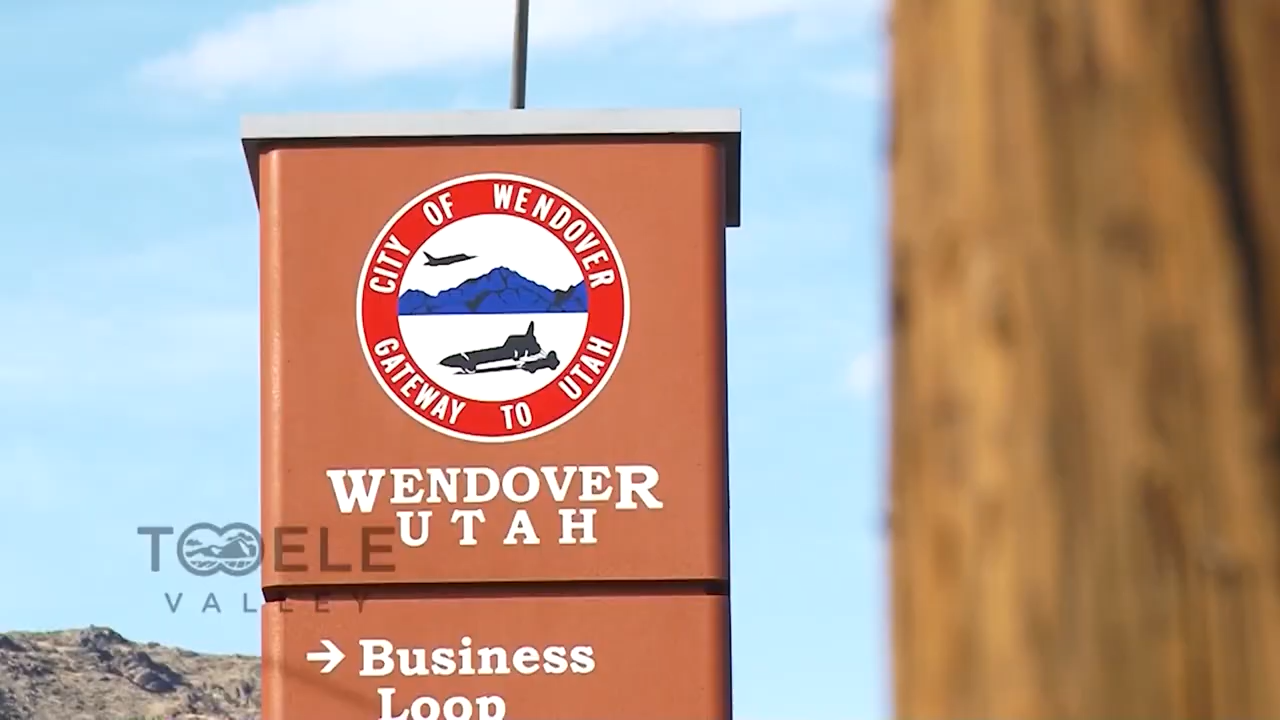 CITY OF WENDOVER
GATEWAY TO UTAH
WENDOVER
UTAH
TOOELE
VALLEY
→ Business
Loop